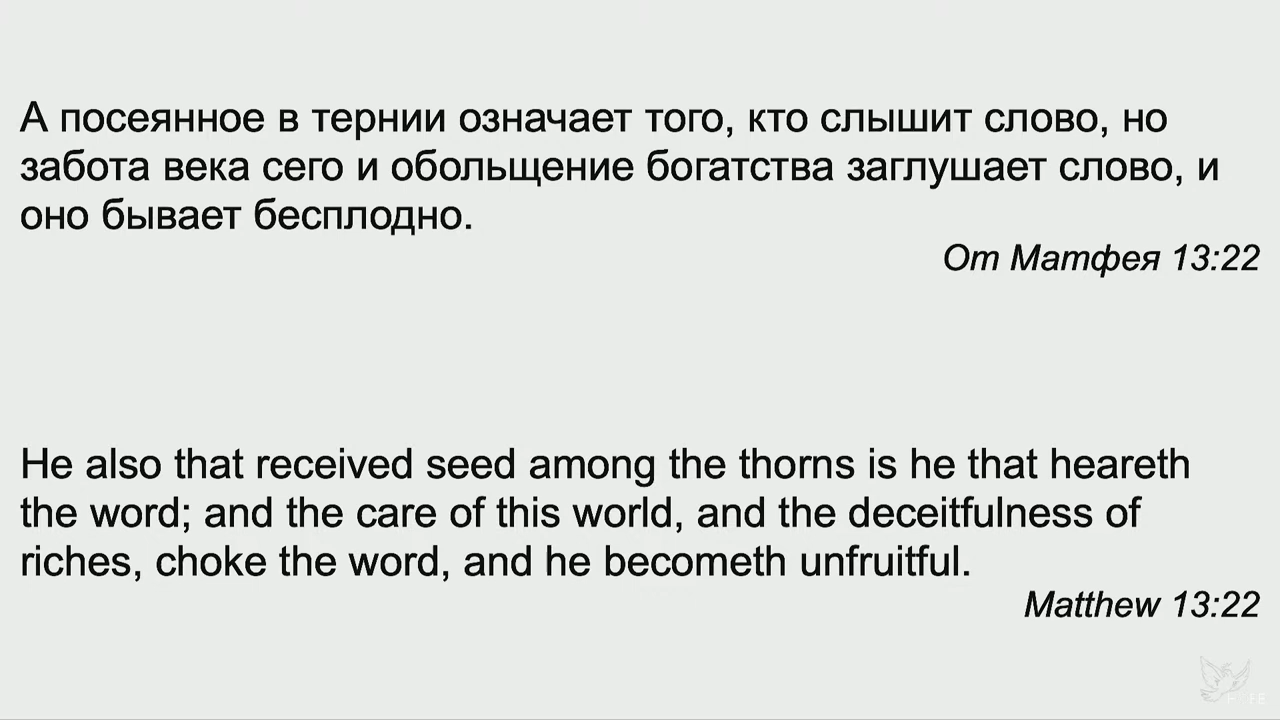 А посеянное в тернии означает того, кто слышит слово, но
забота века сего и обольщение богатства заглушает слово, и
оно бывает бесплодно.
От Матфея 13:22
He also that received seed among the thorns is he that heareth
the word; and the care of this world, and the deceitfulness of
riches, choke the word, and he becometh unfruitful.
Matthew 13:22